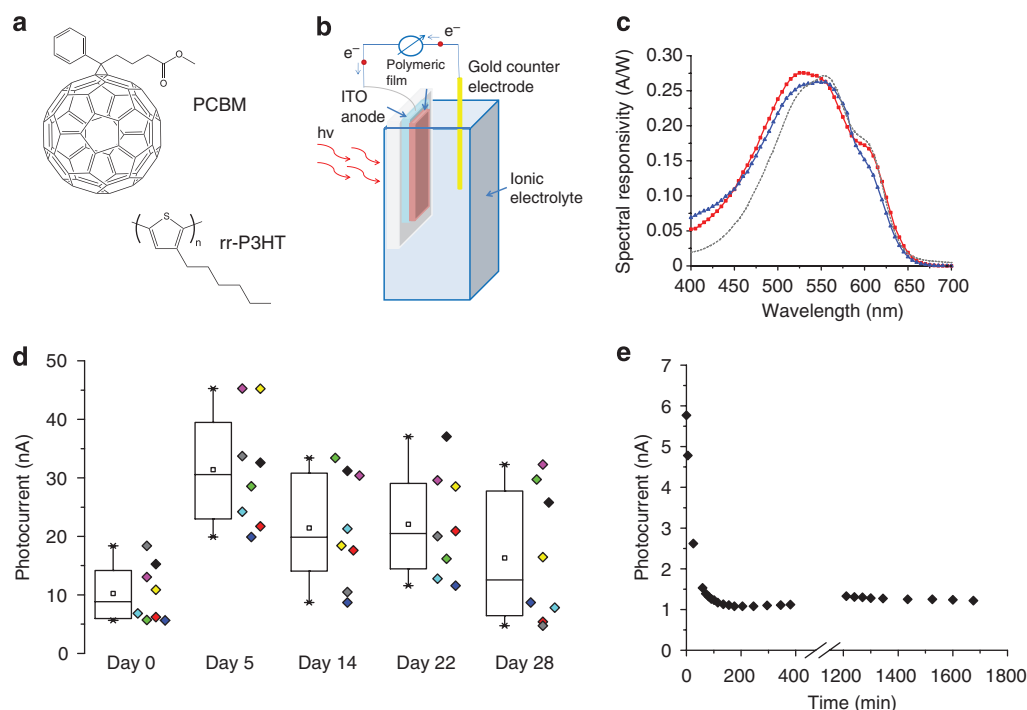 a
O
O
PCBM
S
n
rr-P3HT
b
e⁻
e⁻
Polymeric
film
Gold counter
electrode
ITO
anode
hv
Ionic
electrolyte
c
Spectral responsivity (A/W)
0.30
0.25
0.20
0.15
0.10
0.05
0
400 450 500 550 600 650 700
Wavelength (nm)
d
Photocurrent (nA)
50
40
30
20
10
0
Day 0 Day 5 Day 14 Day 22 Day 28
e
Photocurrent (nA)
7
6
5
4
3
2
1
0
0 200 400 1200 1400 1600 1800
Time (min)